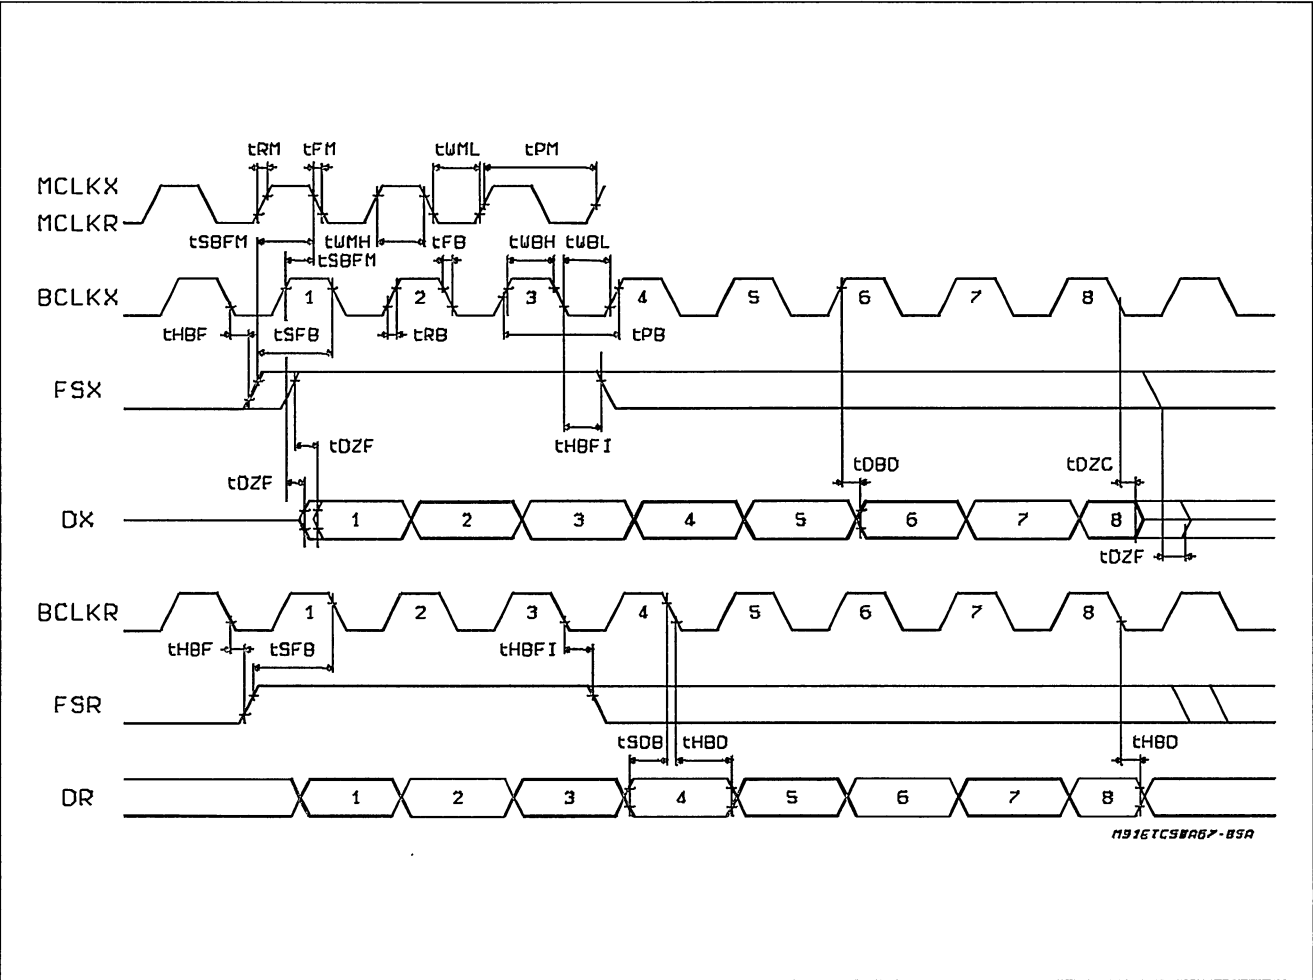 tRM tFM tWML tPM
MCLKX
MCLKR
tSBFM tWMH tFB tWBH tWBL
tSBFM
BCLKX 1 2 3 4 5 6 7 8
tHBF tSFB tRB tPB
FSX
tDZF tHBFI
tDZF tDBD tDZC
DX 1 2 3 4 5 6 7 8
tDZF
BCLKR 1 2 3 4 5 6 7 8
tHBF tSFB tHBFI
FSR
tSDB tHBD tHBD
DR 1 2 3 4 5 6 7 8